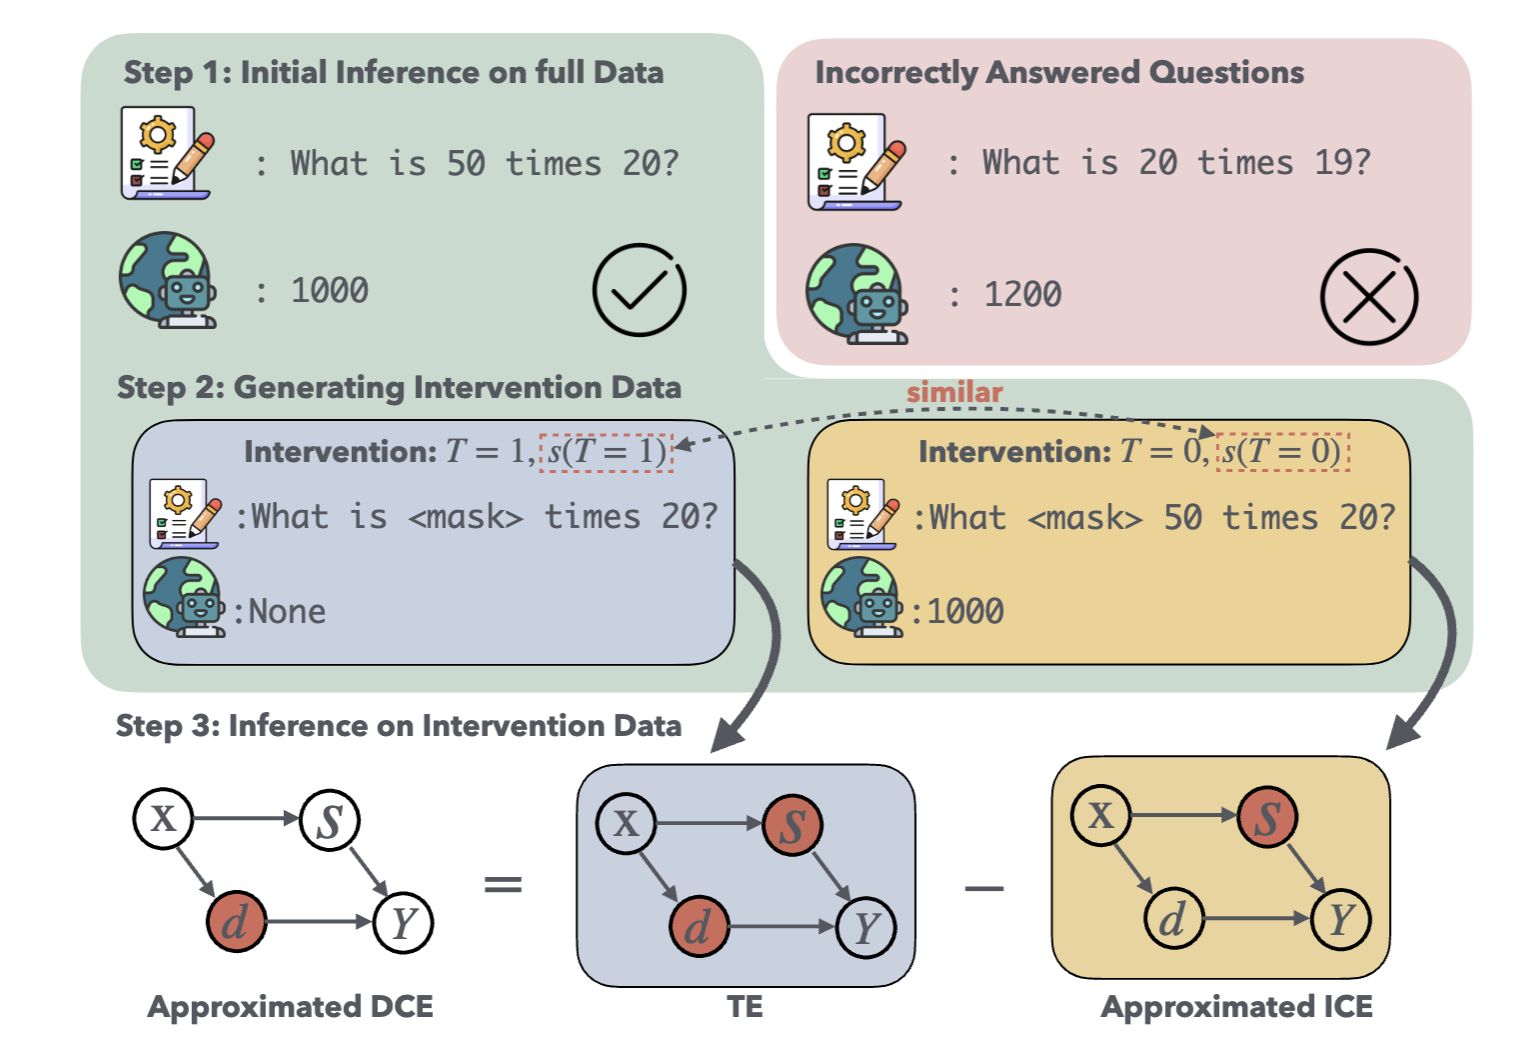 Step 1: Initial Inference on full Data
: What is 50 times 20?
: 1000
Incorrectly Answered Questions
: What is 20 times 19?
: 1200
Step 2: Generating Intervention Data
similar
Intervention: T = 1, s(T = 1)
:What is <mask> times 20?
:None
Intervention: T = 0, s(T = 0)
:What <mask> 50 times 20?
:1000
Step 3: Inference on Intervention Data
X S
d Y
=
X S
d Y
−
X S
d Y
Approximated DCE
TE
Approximated ICE